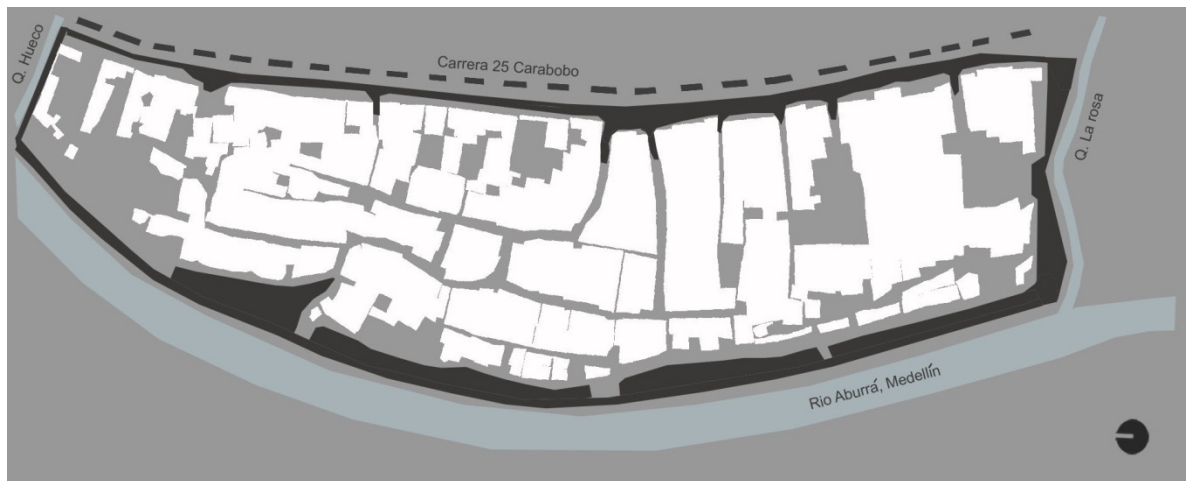 Q. Hueco
Carrera 25 Carabobo
Q. La rosa
Rio Aburrá, Medellín